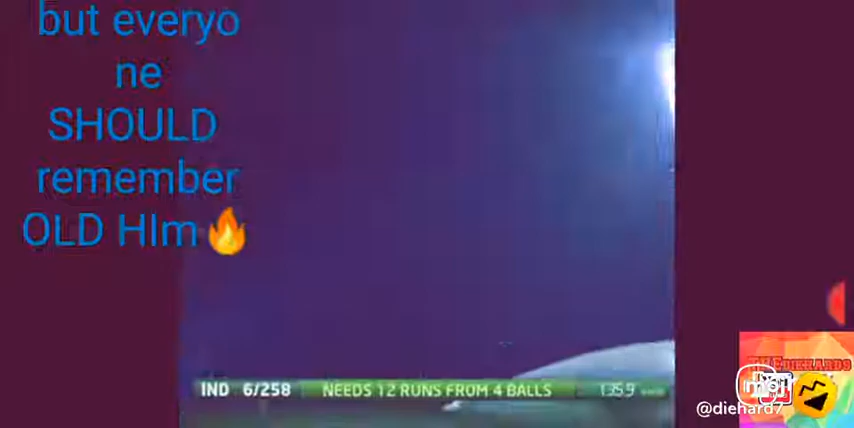 but everyo
ne
SHOULD
remember
OLD HIm🔥
IND 6/258 NEEDS 12 RUNS FROM 4 BALLS 135.9
@diehard7